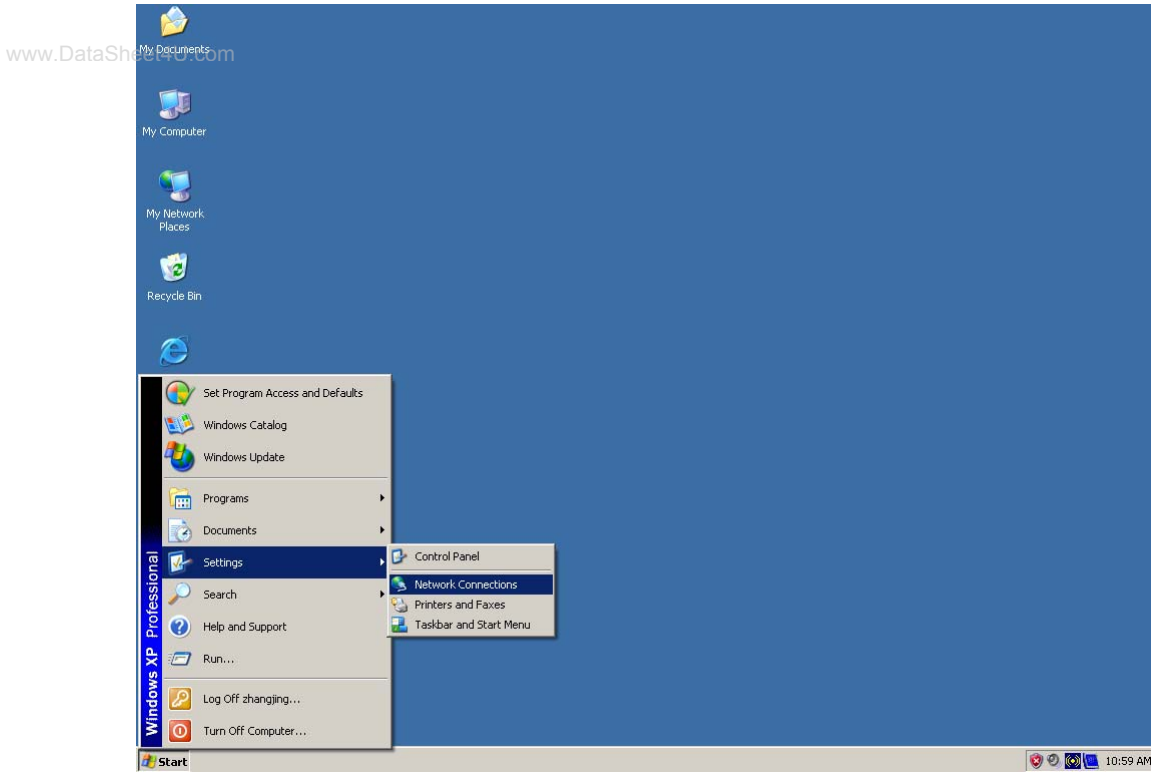 My Documents
www.DataSheet4U.com
My Computer
My Network
Places
Recycle Bin
Set Program Access and Defaults
Windows Catalog
Windows Update
Programs
Documents
Settings
Search
Help and Support
Run...
Log Off zhangjing...
Turn Off Computer...
Windows XP Professional
Control Panel
Network Connections
Printers and Faxes
Taskbar and Start Menu
Start
10:59 AM